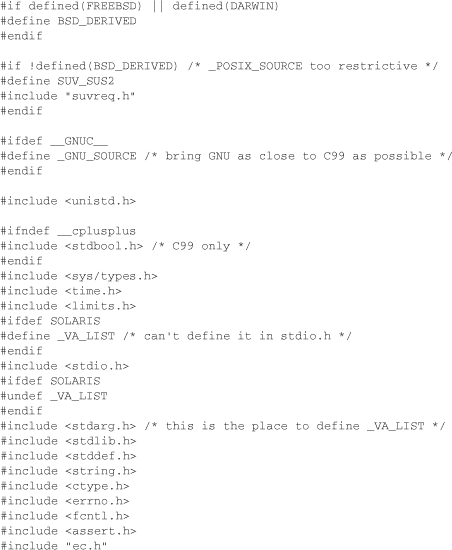 #if defined(FREEBSD) || defined(DARWIN)
#define BSD_DERIVED
#endif
#if !defined(BSD_DERIVED) /* _POSIX_SOURCE too restrictive */
#define SUV_SUS2
#include "suvreq.h"
#endif
#ifdef __GNUC__
#define _GNU_SOURCE /* bring GNU as close to C99 as possible */
#endif
#include <unistd.h>
#ifndef __cplusplus
#include <stdbool.h> /* C99 only */
#endif
#include <sys/types.h>
#include <time.h>
#include <limits.h>
#ifdef SOLARIS
#define _VA_LIST /* can't define it in stdio.h */
#endif
#include <stdio.h>
#ifdef SOLARIS
#undef _VA_LIST
#endif
#include <stdarg.h> /* this is the place to define _VA_LIST */
#include <stdlib.h>
#include <stddef.h>
#include <string.h>
#include <ctype.h>
#include <errno.h>
#include <fcntl.h>
#include <assert.h>
#include "ec.h"